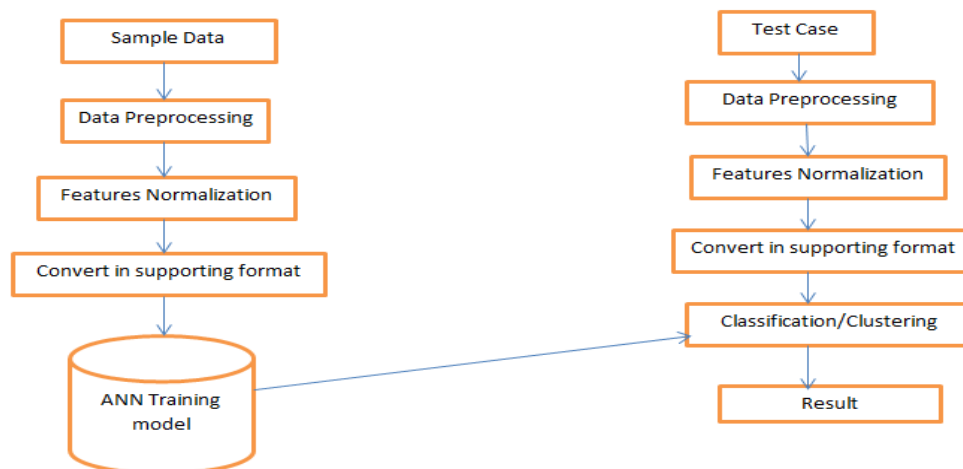 Sample Data
Data Preprocessing
Features Normalization
Convert in supporting format
ANN Training
model
Test Case
Data Preprocessing
Features Normalization
Convert in supporting format
Classification/Clustering
Result